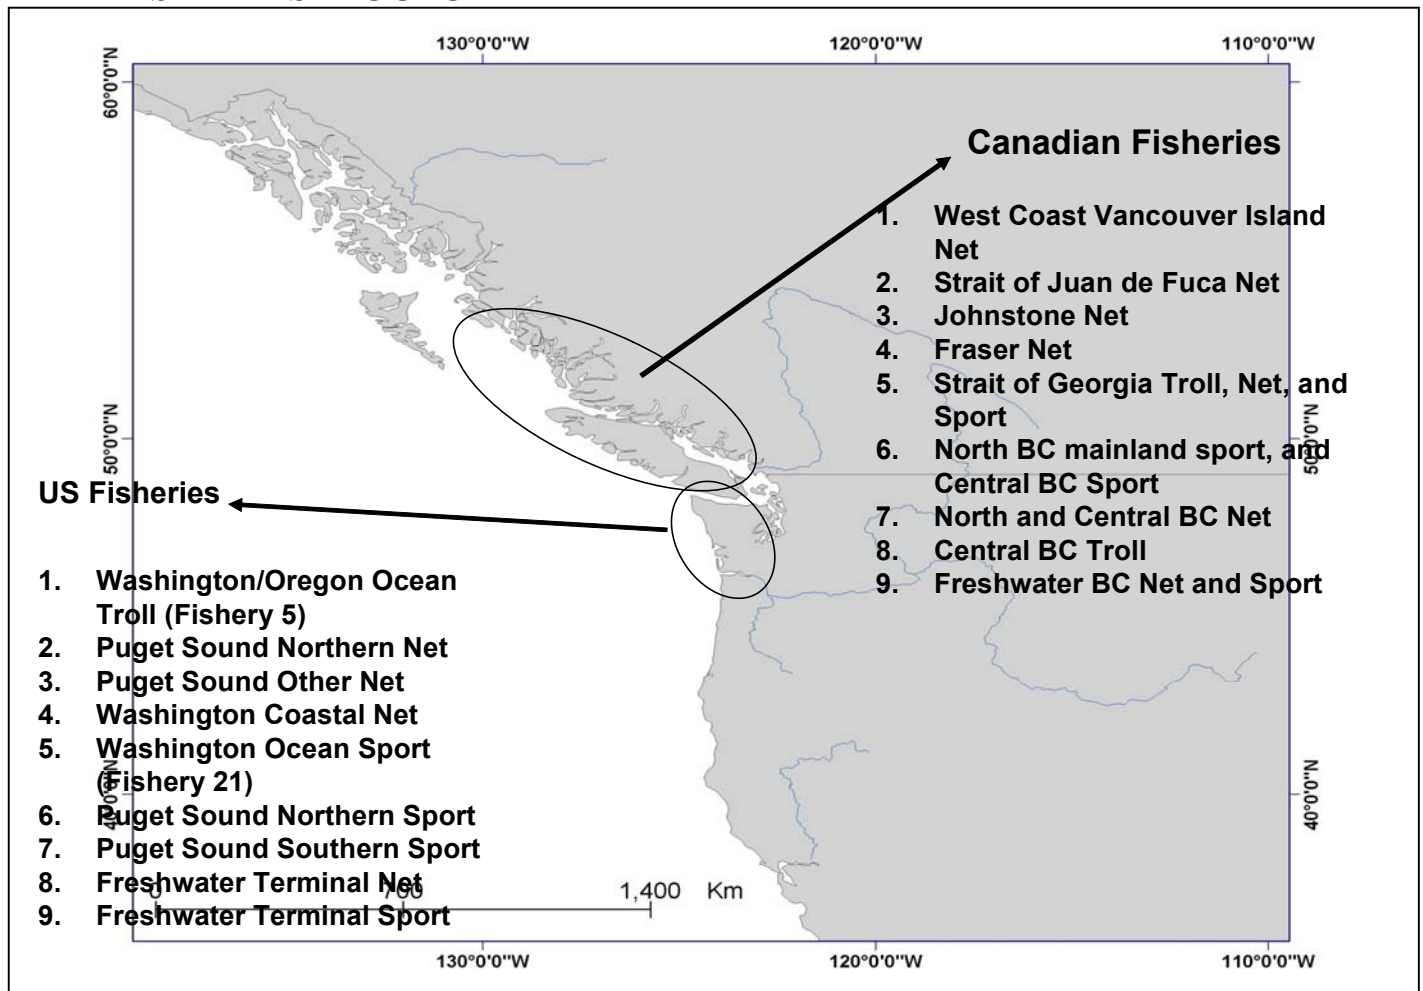 130°0'0"W 120°0'0"W 110°0'0"W
60°0'0"N
Canadian Fisheries
1. West Coast Vancouver Island
Net
2. Strait of Juan de Fuca Net
3. Johnstone Net
4. Fraser Net
5. Strait of Georgia Troll, Net, and
Sport
6. North BC mainland sport, and
Central BC Sport
7. North and Central BC Net
8. Central BC Troll
9. Freshwater BC Net and Sport
50°0'0"N
50°0'0"N
US Fisheries
1. Washington/Oregon Ocean
Troll (Fishery 5)
2. Puget Sound Northern Net
3. Puget Sound Other Net
4. Washington Coastal Net
5. Washington Ocean Sport
(Fishery 21)
6. Puget Sound Northern Sport
7. Puget Sound Southern Sport
8. Freshwater Terminal Net
9. Freshwater Terminal Sport
40°0'0"N
40°0'0"N
0 700 1,400 Km
130°0'0"W 120°0'0"W 110°0'0"W